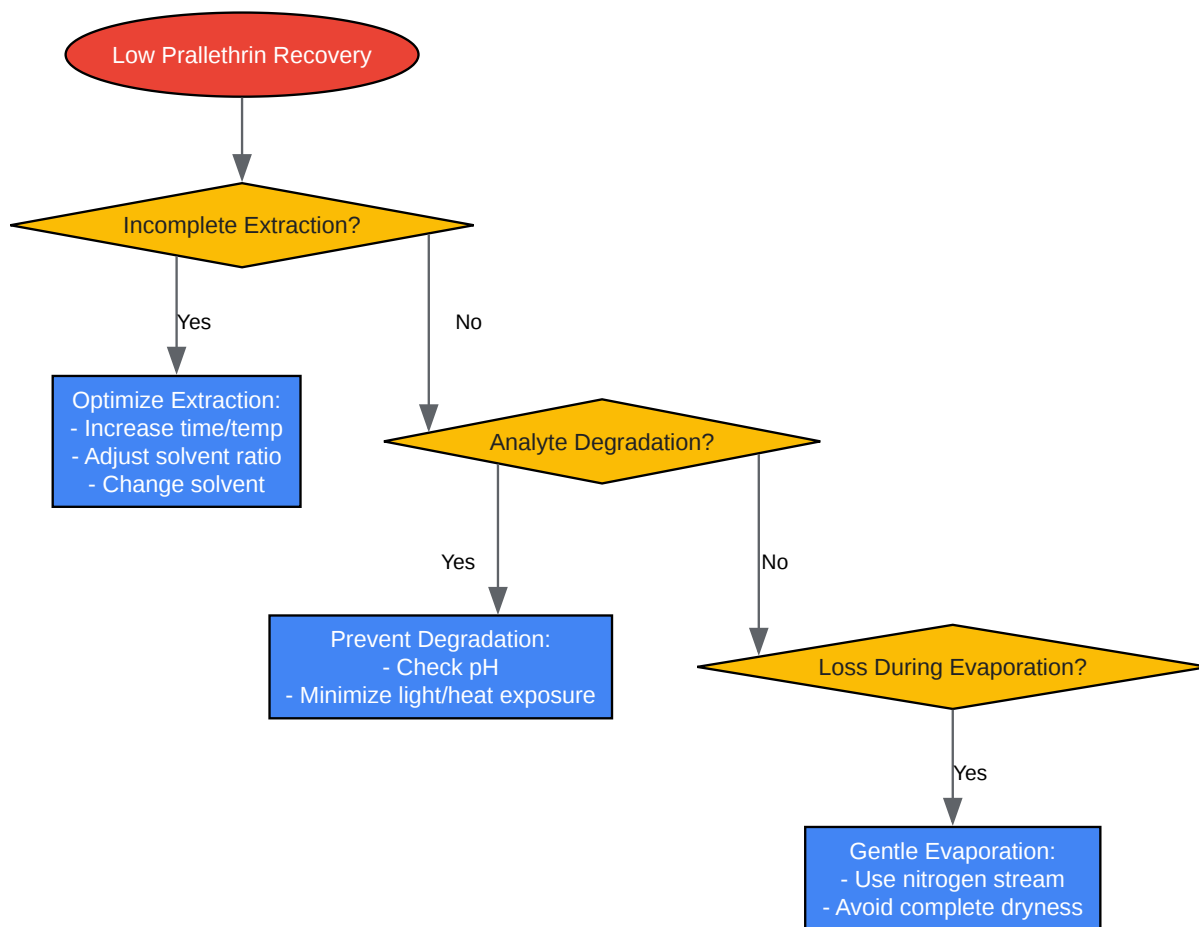 Low Prallethrin Recovery
Incomplete Extraction?
Yes
No
Optimize Extraction:
- Increase time/temp
- Adjust solvent ratio
- Change solvent
Analyte Degradation?
Yes
No
Prevent Degradation:
- Check pH
- Minimize light/heat exposure
Loss During Evaporation?
Yes
Gentle Evaporation:
- Use nitrogen stream
- Avoid complete dryness